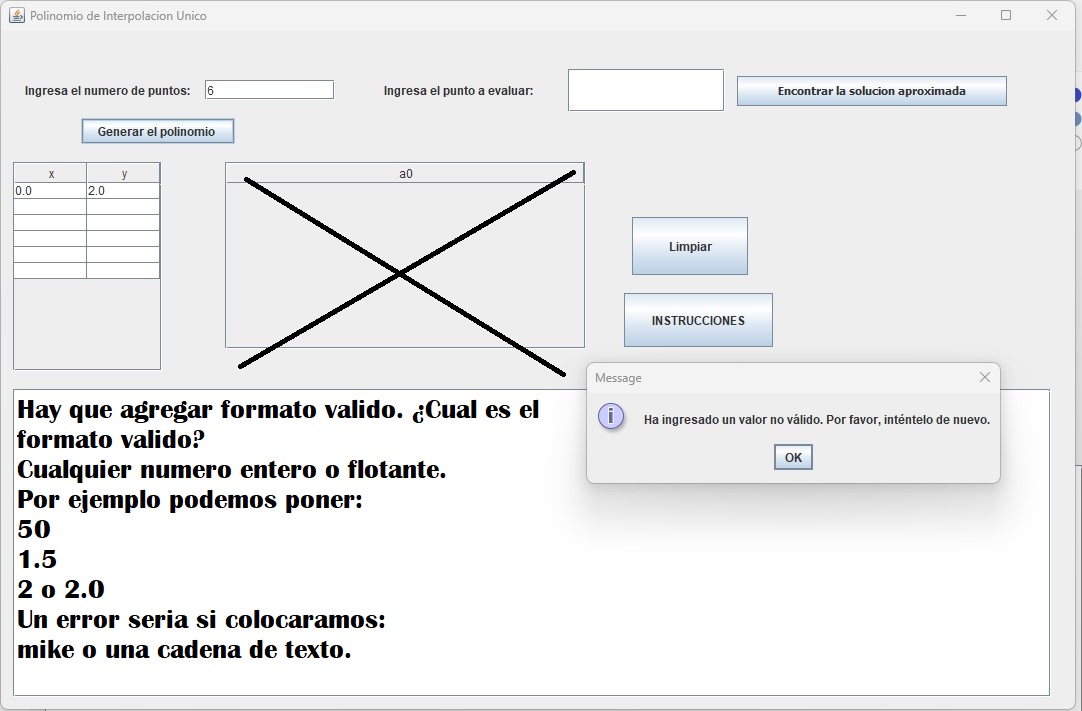 Polinomio de Interpolacion Unico
Ingresa el numero de puntos: 6 Ingresa el punto a evaluar: Encontrar la solucion aproximada
Generar el polinomio
x y
0.0 2.0
a0
Limpiar
INSTRUCCIONES
Message
Ha ingresado un valor no válido. Por favor, inténtelo de nuevo.
OK
Hay que agregar formato valido. ¿Cual es el
formato valido?
Cualquier numero entero o flotante.
Por ejemplo podemos poner:
50
1.5
2 o 2.0
Un error seria si colocaramos:
mike o una cadena de texto.